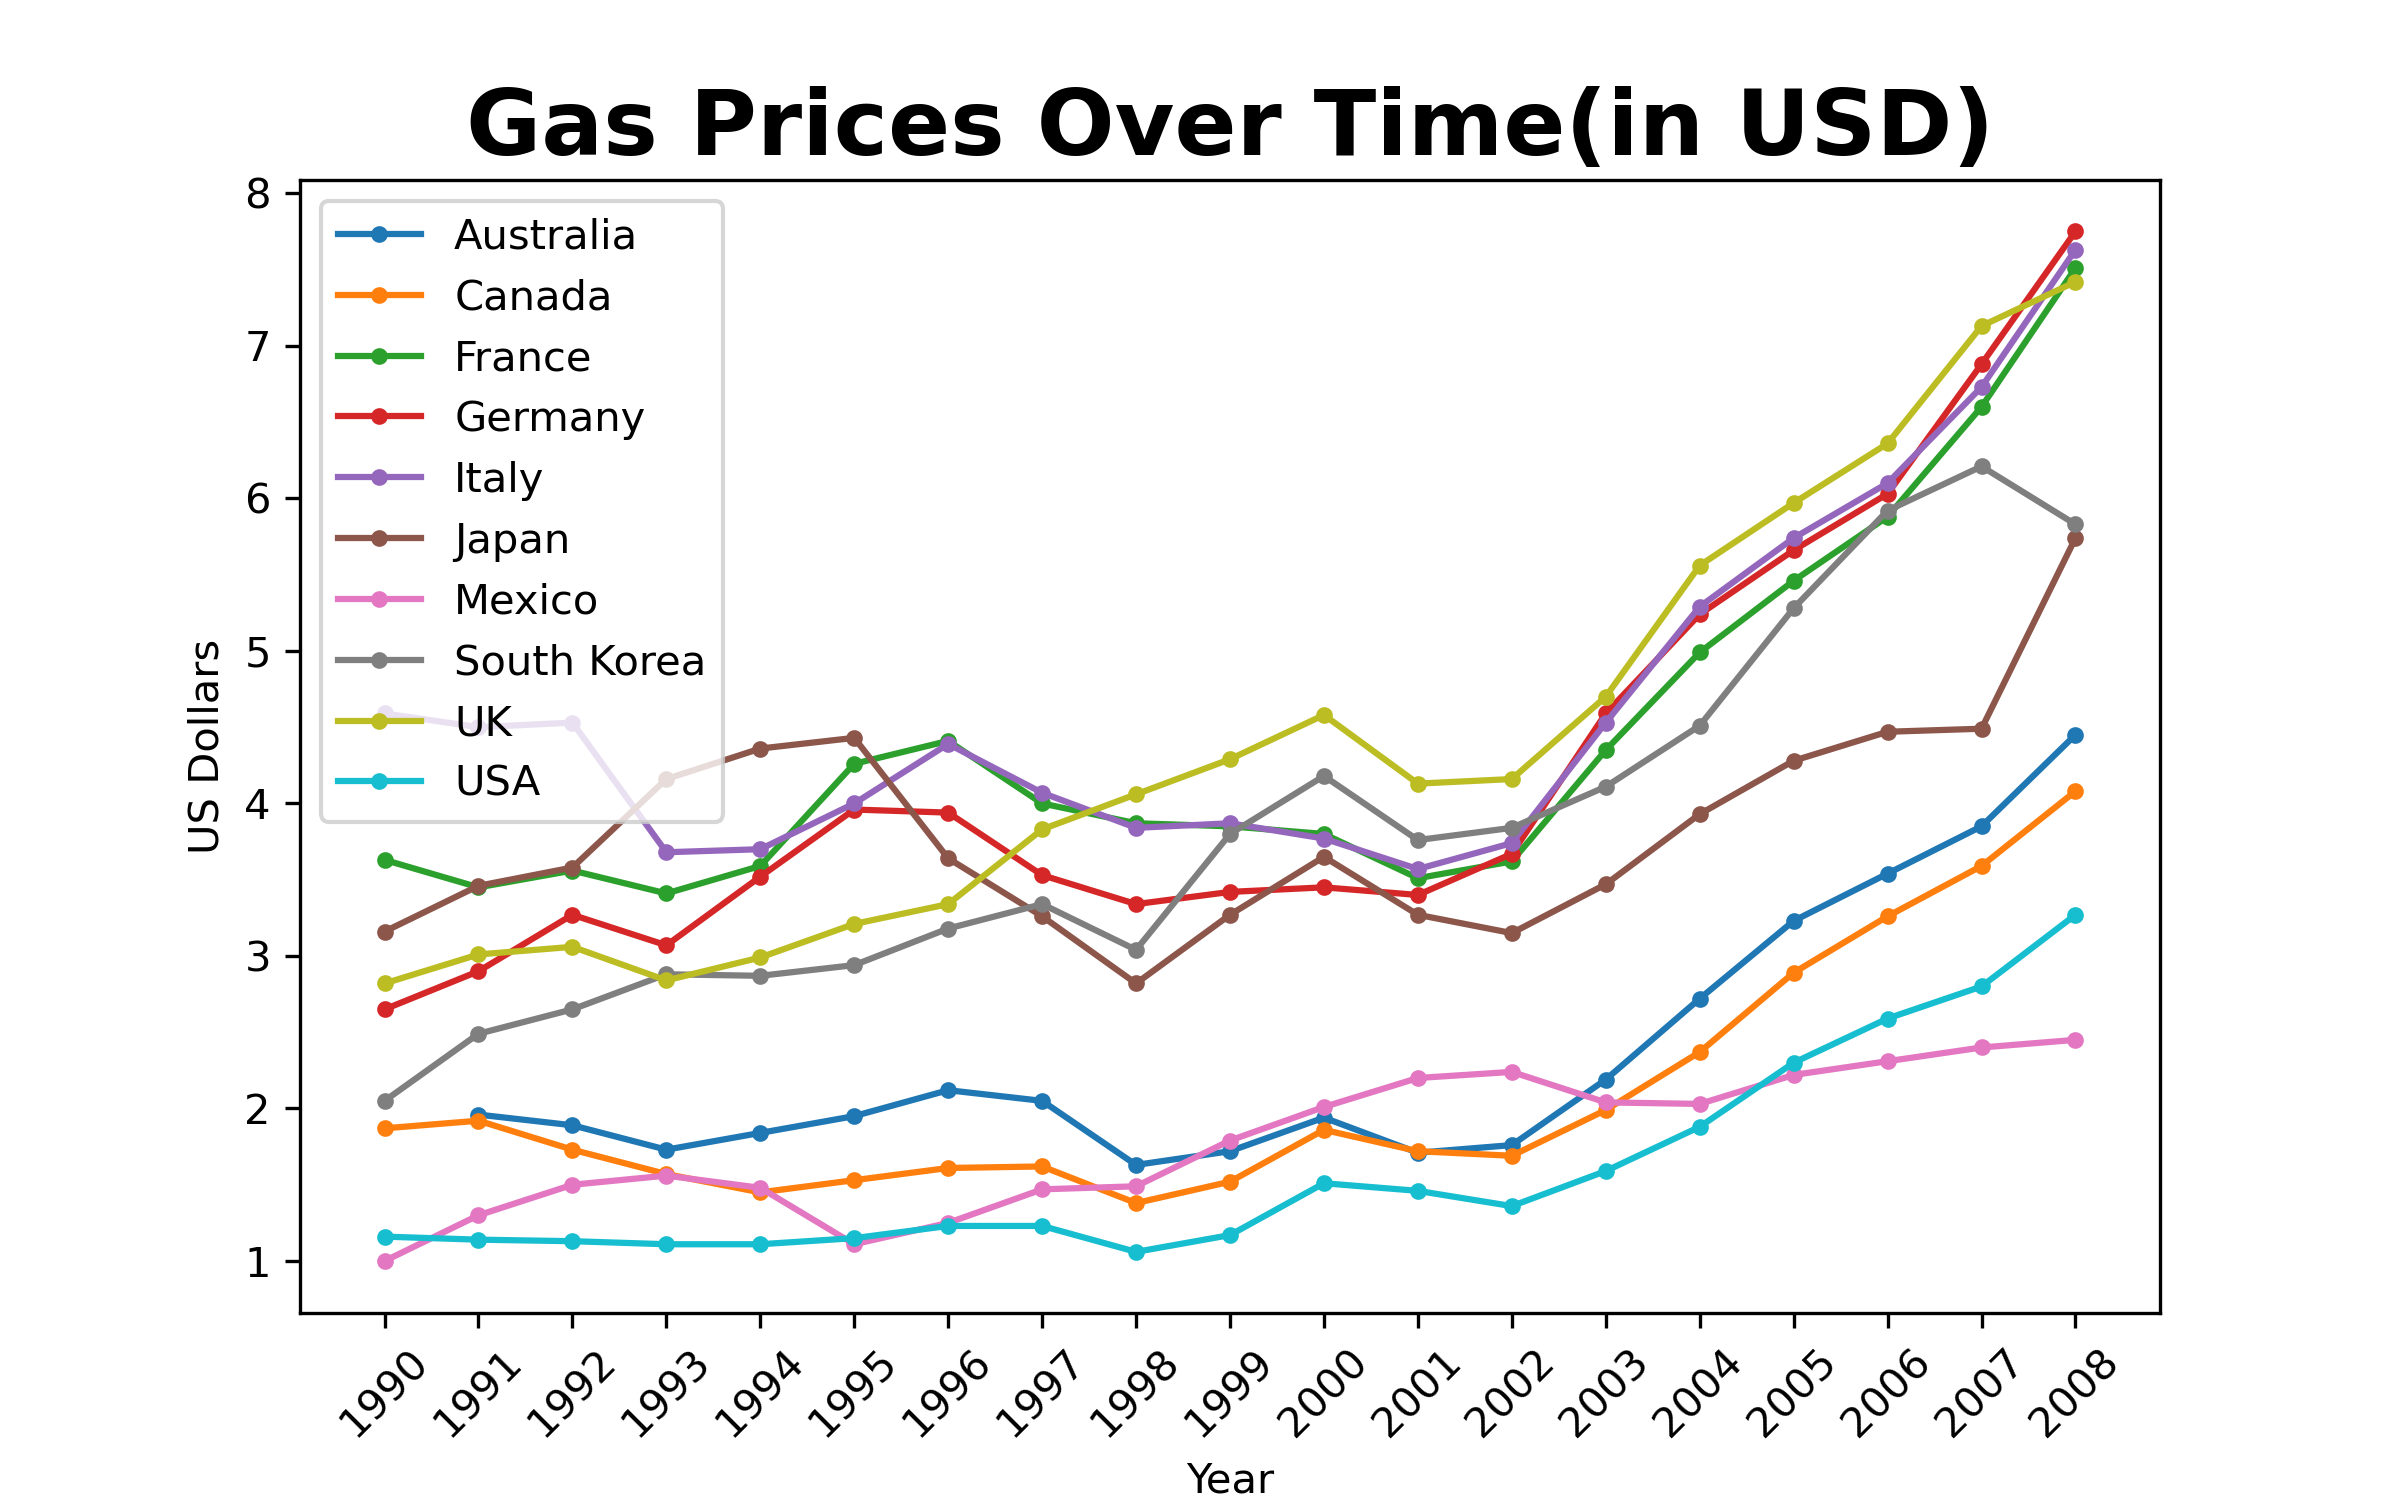 Gas Prices Over Time(in USD)
8
7
6
5
4
3
2
1
US Dollars
Australia
Canada
France
Germany
Italy
Japan
Mexico
South Korea
UK
USA
1990 1991 1992 1993 1994 1995 1996 1997 1998 1999 2000 2001 2002 2003 2004 2005 2006 2007 2008
Year